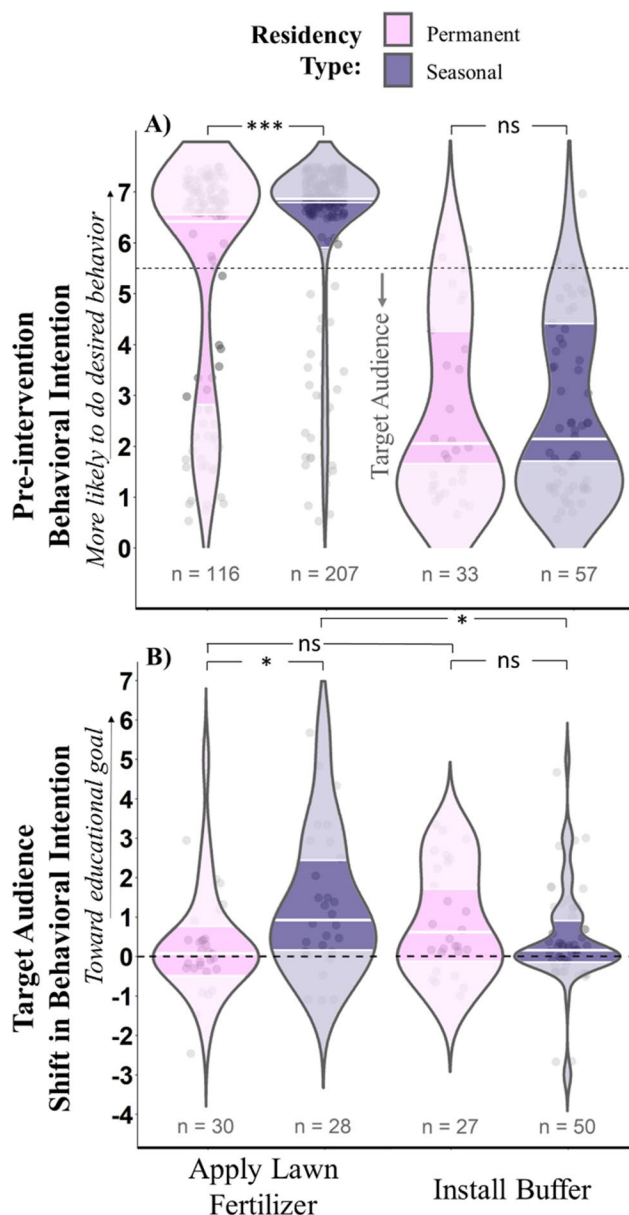 Residency
Type:
Permanent
Seasonal
A)
***
ns
Pre-intervention
Behavioral Intention
More likely to do desired behavior
7
6
5
4
3
2
1
0
Target Audience
n = 116
n = 207
n = 33
n = 57
B)
*
ns
*
ns
Target Audience
Shift in Behavioral Intention
Toward educational goal
7
6
5
4
3
2
1
0
-1
-2
-3
-4
n = 30
n = 28
n = 27
n = 50
Apply Lawn
Fertilizer
Install Buffer